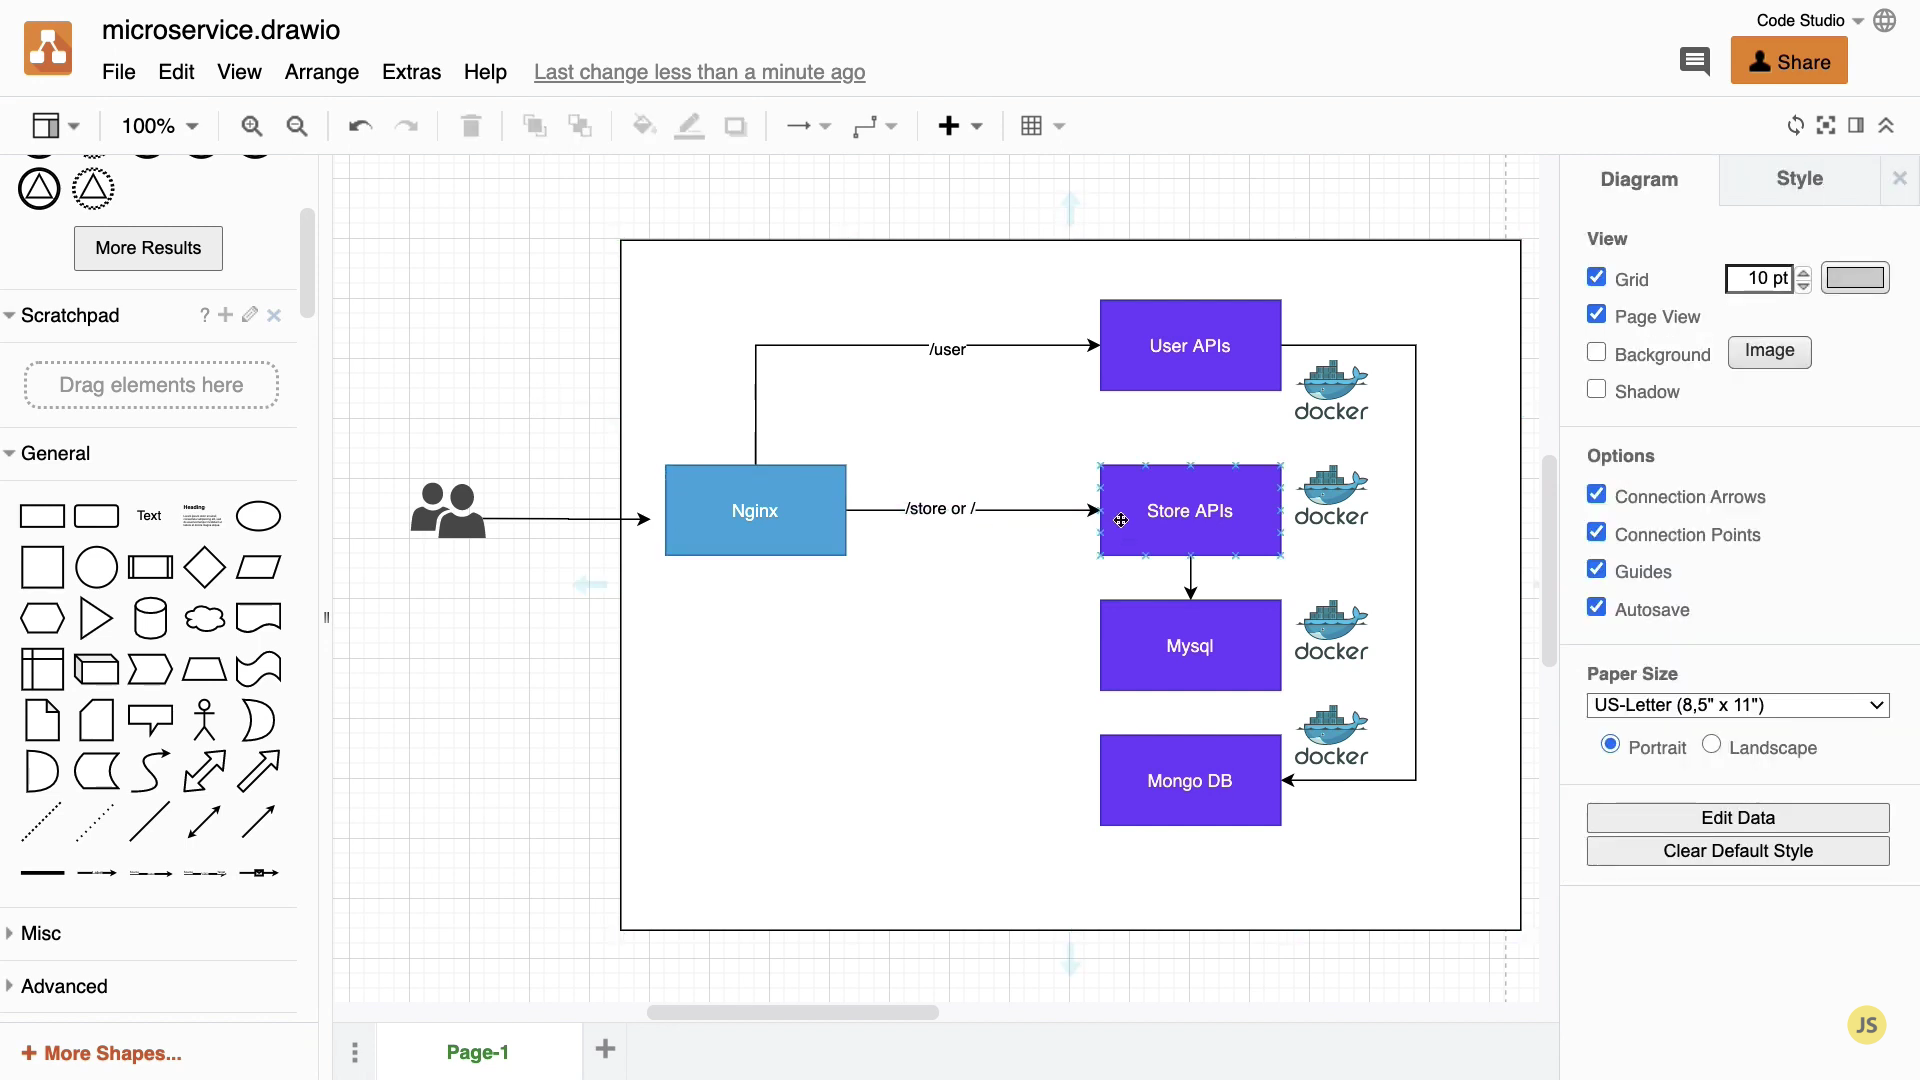 microservice.drawio
Code Studio
File Edit View Arrange Extras Help Last change less than a minute ago
Share
100%
More Results
Scratchpad
?
Drag elements here
General
Text
Heading
Misc
Advanced
+ More Shapes...
/user
User APIs
docker
Nginx
/store or /
Store APIs
docker
Mysql
docker
Mongo DB
docker
Page-1
Diagram
Style
View
Grid
10 pt
Page View
Background
Image
Shadow
Options
Connection Arrows
Connection Points
Guides
Autosave
Paper Size
US-Letter (8,5" x 11")
Portrait
Landscape
Edit Data
Clear Default Style
JS